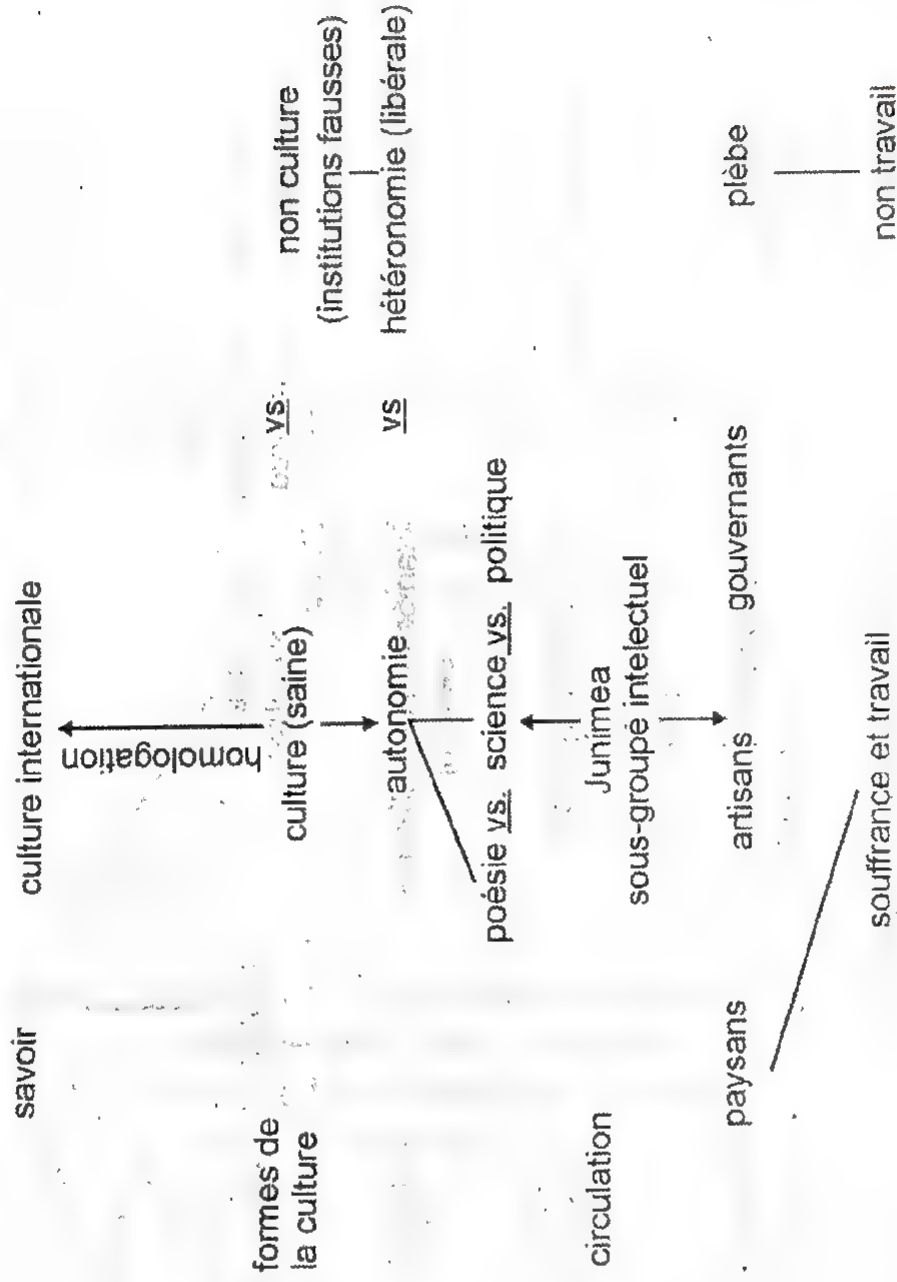 savoir
culture internationale
homologation
formes de
la culture
culture (saine)
vs
non culture
(institutions fausses)
autonomie
vs
hétéronomie (libérale)
poésie vs. science vs. politique
circulation
Junimea
sous-groupe intelectuel
paysans
artisans
gouvernants
plèbe
souffrance et travail
non travail